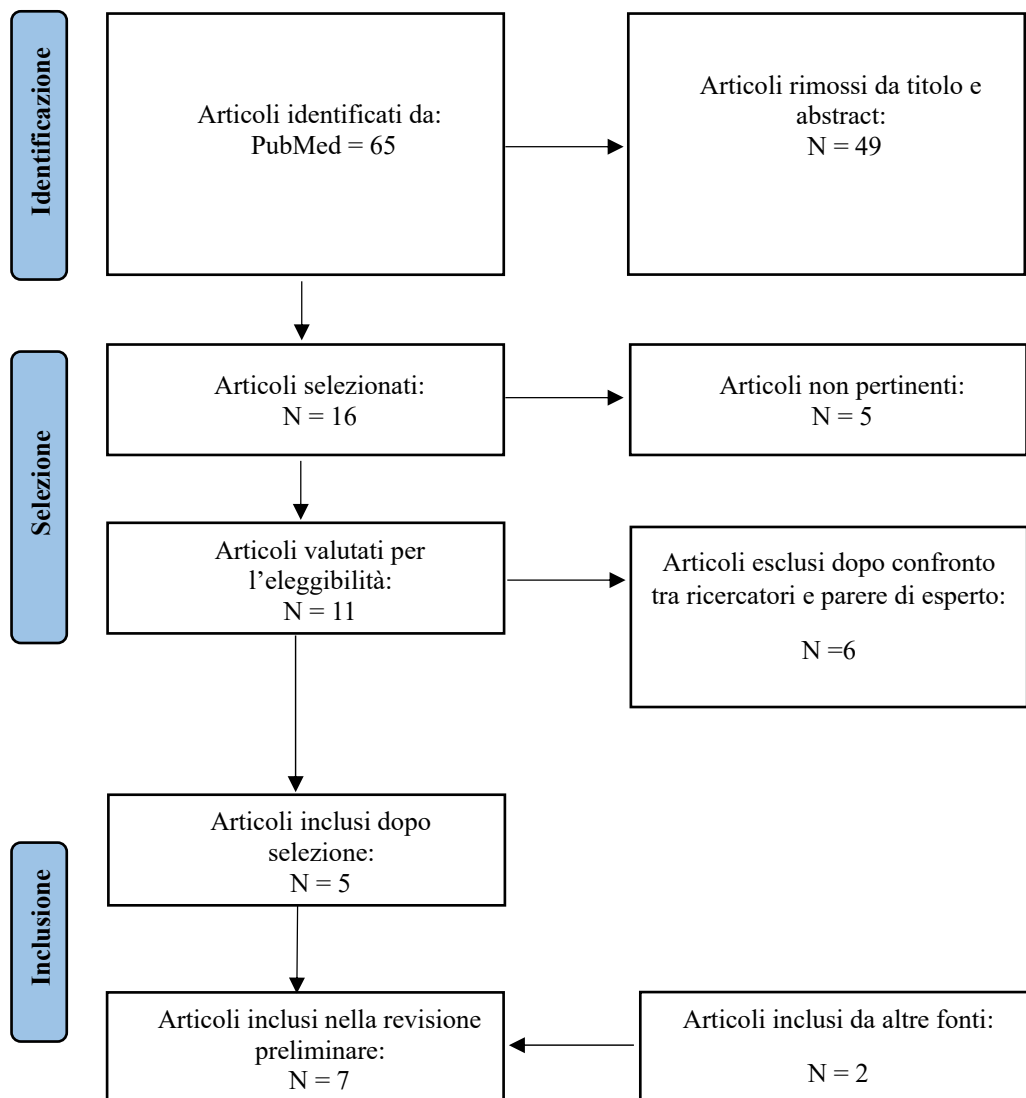 Identificazione
Articoli identificati da:
PubMed = 65
Articoli rimossi da titolo e
abstract:
N = 49
Selezione
Articoli selezionati:
N = 16
Articoli non pertinenti:
N = 5
Articoli valutati per
l’eleggibilità:
N = 11
Articoli esclusi dopo confronto
tra ricercatori e parere di esperto:
N =6
Inclusione
Articoli inclusi dopo
selezione:
N = 5
Articoli inclusi nella revisione
preliminare:
N = 7
Articoli inclusi da altre fonti:
N = 2